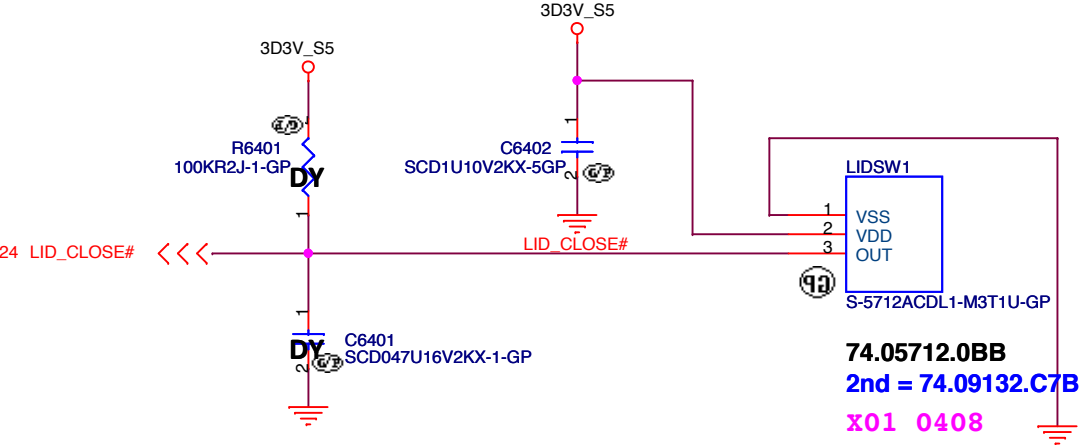 3D3V_S5
3D3V_S5
G/P
1
R6401
100KR2J-1-GP
DY
1
1
C6402
SCD1U10V2KX-5GP
2
G/P
LIDSW1
1 VSS
2 VDD
3 OUT
24 LID_CLOSE#
LID_CLOSE#
GP
S-5712ACDL1-M3T1U-GP
1
C6401
SCD047U16V2KX-1-GP
DY
2
G/P
74.05712.0BB
2nd = 74.09132.C7B
X01 0408